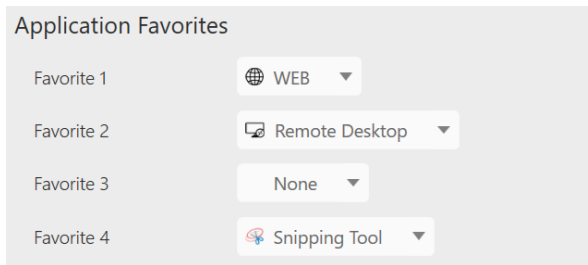 Application Favorites
Favorite 1 WEB
Favorite 2 Remote Desktop
Favorite 3 None
Favorite 4 Snipping Tool